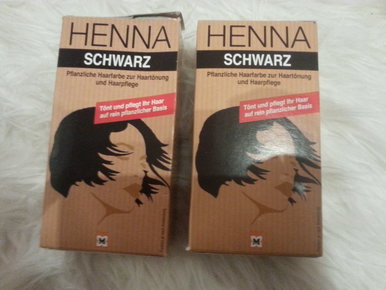 HENNA
SCHWARZ
Pflanzliche Haarfarbe zur Haartönung
und Haarpflege
Tönt und pflegt Ihr Haar
auf rein pflanzlicher Basis
M
HENNA
SCHWARZ
Pflanzliche Haarfarbe zur Haartönung
und Haarpflege
Tönt und pflegt Ihr Haar
auf rein pflanzlicher Basis
M